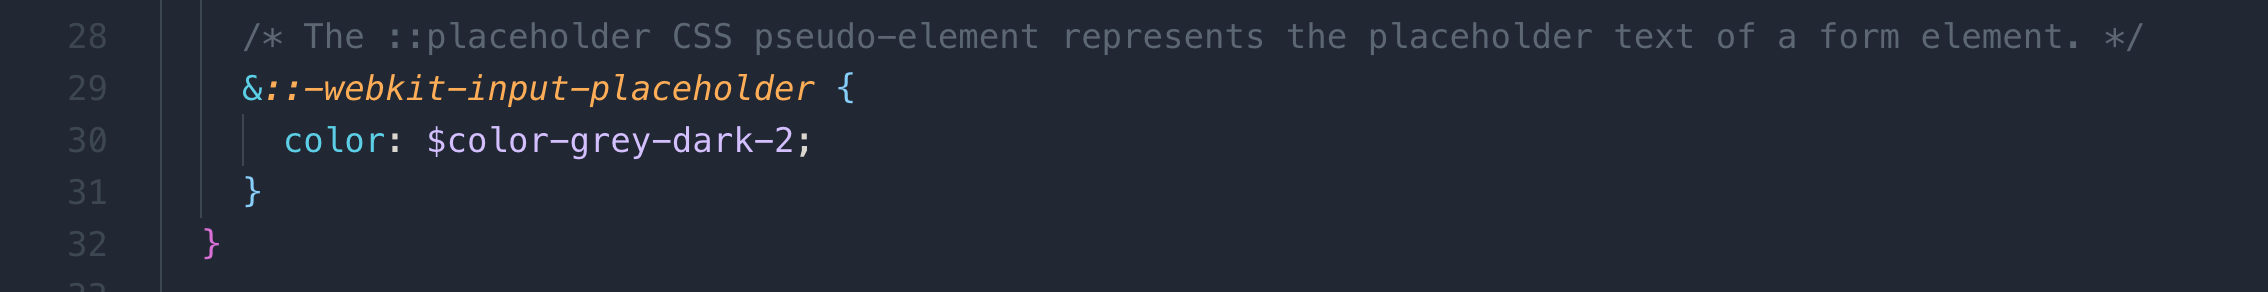 28 /* The ::placeholder CSS pseudo-element represents the placeholder text of a form element. */
29 &::-webkit-input-placeholder {
30 color: $color-grey-dark-2;
31 }
32 }